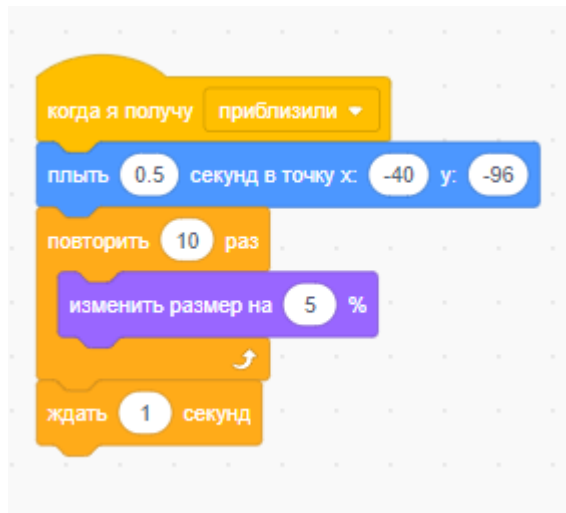 когда я получу приблизили
плыть 0.5 секунд в точку x: -40 y: -96
повторить 10 раз
изменить размер на 5 %
ждать 1 секунд